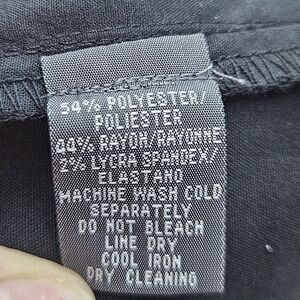 54% POLYESTER/
POLIESTER
44% RAYON/RAYONNE
2% LYCRA SPANDEX/
ELASTANO
MACHINE WASH COLD
SEPARATELY
DO NOT BLEACH
LINE DRY
COOL IRON
DRY CLEANING